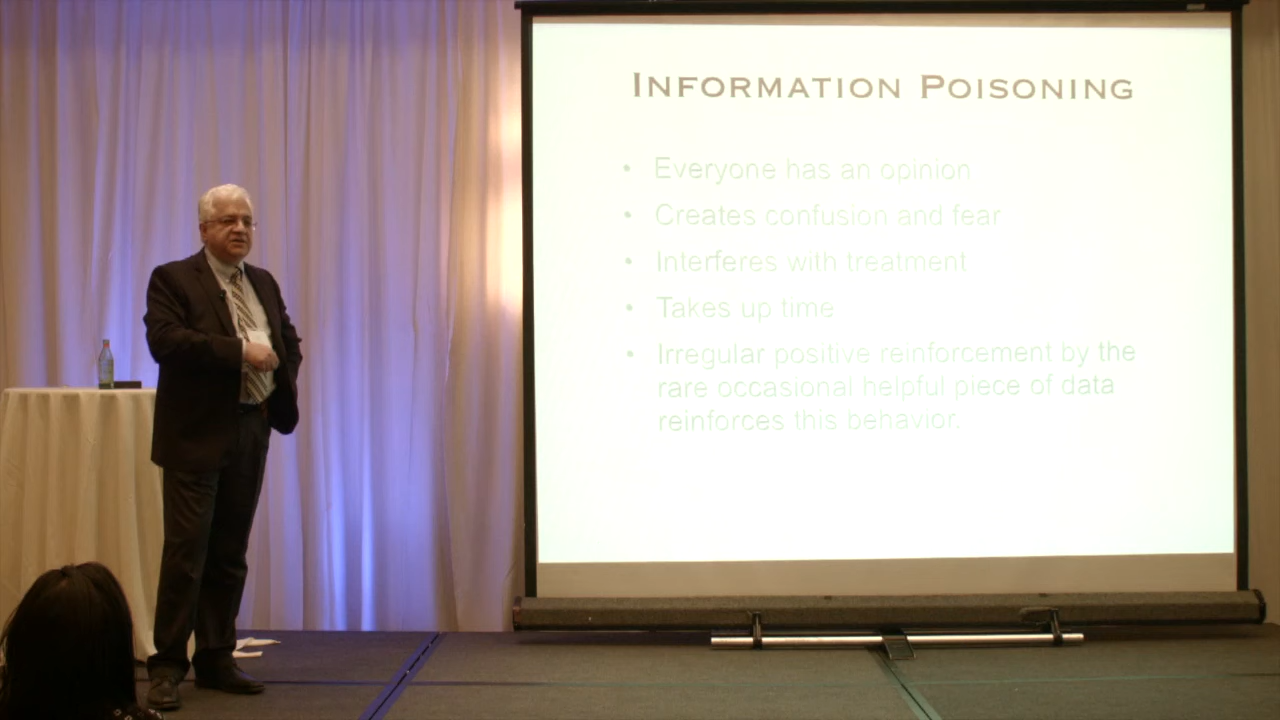 INFORMATION POISONING
• Everyone has an opinion
• Creates confusion and fear
• Interferes with treatment
• Takes up time
• Irregular positive reinforcement by the
rare occasional helpful piece of data
reinforces this behavior.